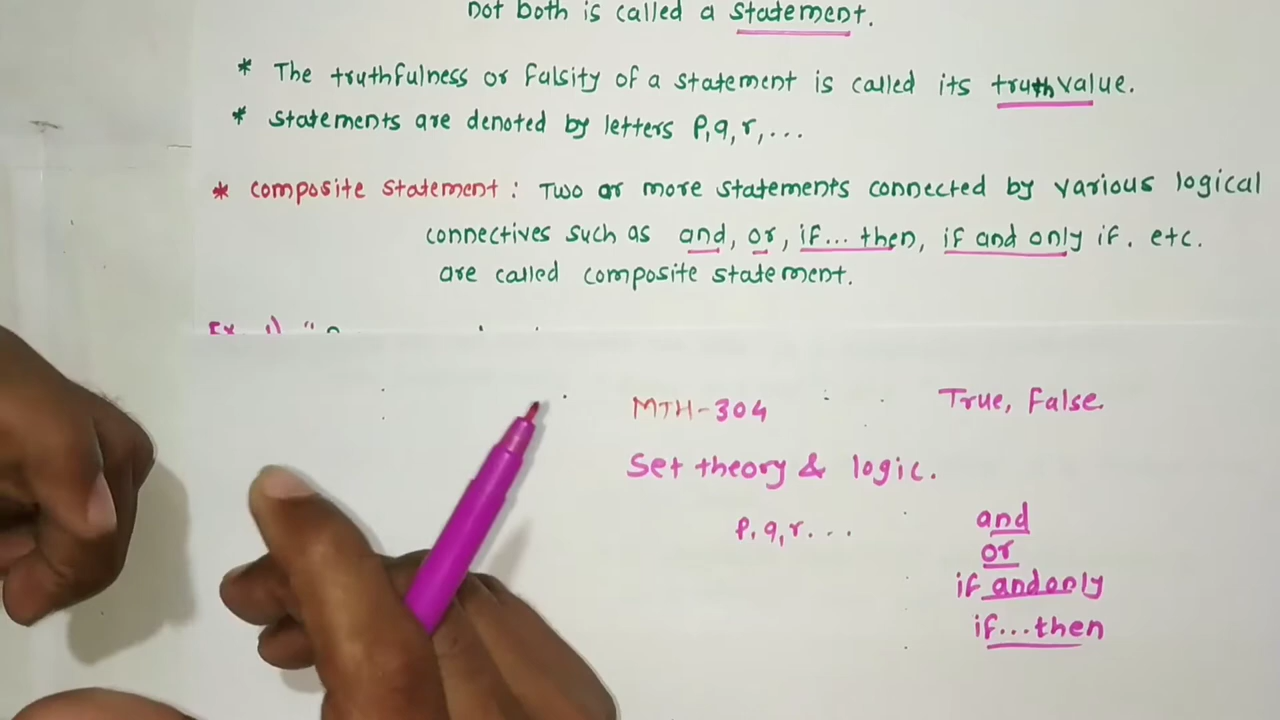 not both is called a statement.
* The truthfulness or falsity of a statement is called its truth value.
* Statements are denoted by letters p, q, r, ...
* Composite statement : Two or more statements connected by various logical
connectives such as and, or, if... then, if and only if. etc.
are called composite statement.
Ex. 1) "
MTH-304
True, False.
Set theory & logic.
p, q, r...
and
or
if and only
if...then